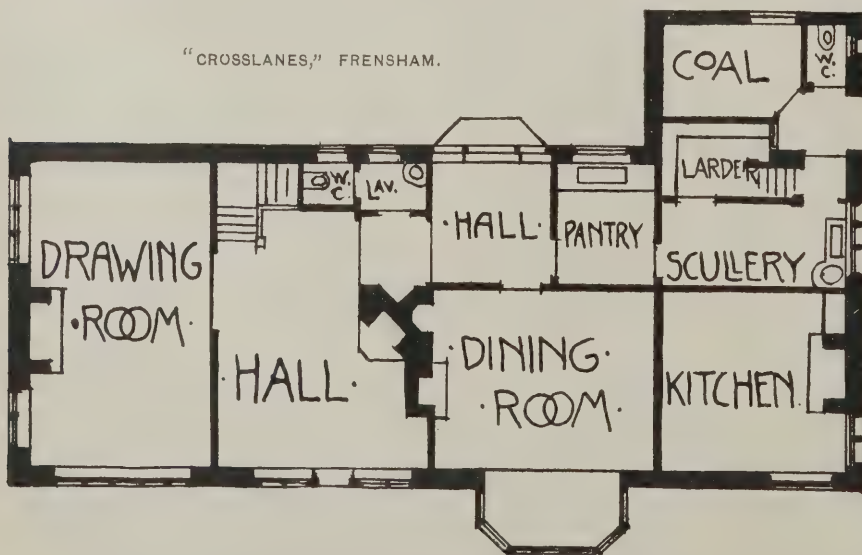 "CROSSLANES," FRENSHAM.
COAL
W.
C.
LARDER
W.
C.
LAV.
DRAWING
·ROOM·
·HALL·
PANTRY
SCULLERY
·HALL·
·DINING·
·ROOM·
KITCHEN.